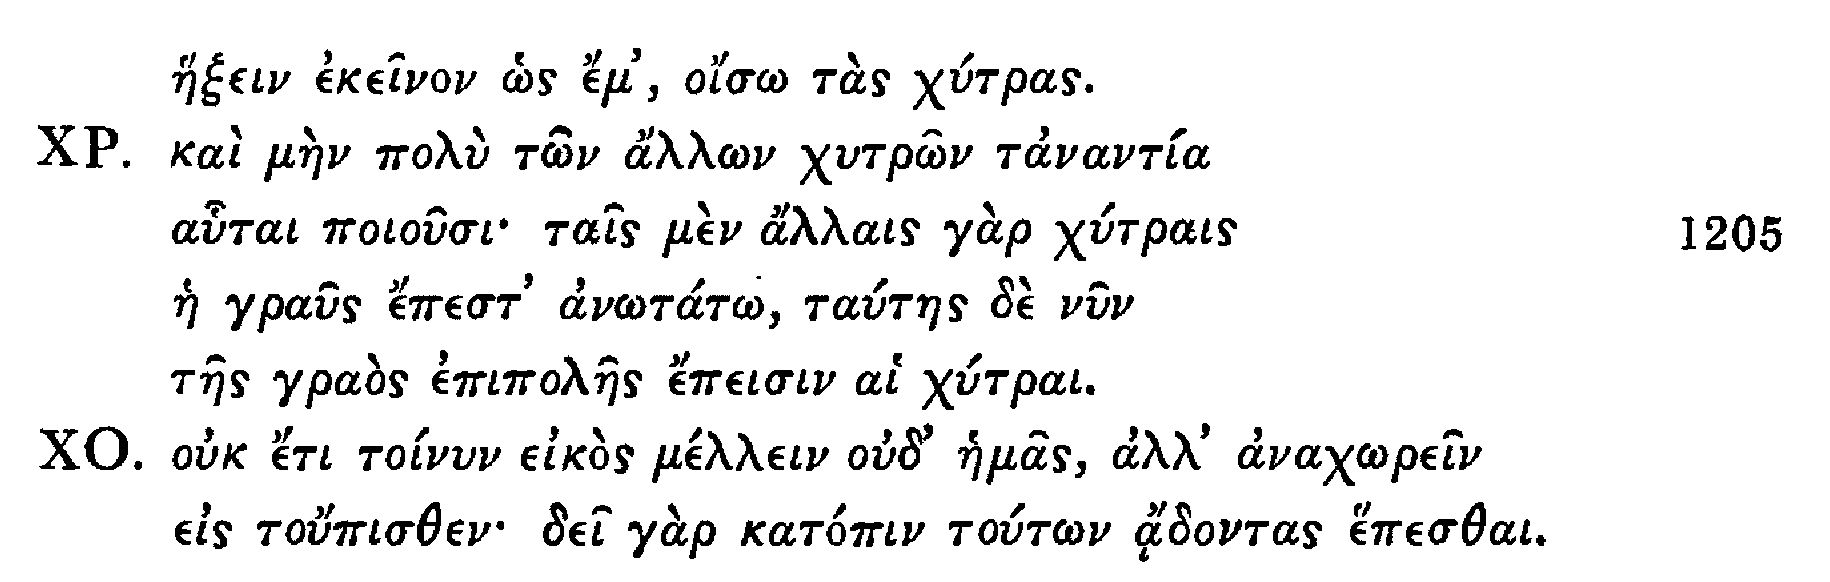 ἥξειν ἐκεῖνον ὡς ἔμ’, οἴσω τὰς χύτρας.
ΧΡ. καὶ μὴν πολὺ τῶν ἄλλων χυτρῶν τἀναντία
αὗται ποιοῦσι· ταῖς μὲν ἄλλαις γὰρ χύτραις 1205
ἡ γραῦς ἔπεστ’ ἀνωτάτω, ταύτης δὲ νῦν
τῆς γραὸς ἐπιπολῆς ἔπεισιν αἱ χύτραι.
ΧΟ. οὐκ ἔτι τοίνυν εἰκὸς μέλλειν οὐδ’ ἡμᾶς, ἀλλ’ ἀναχωρεῖν
εἰς τοὔπισθεν· δεῖ γὰρ κατόπιν τούτων ᾄδοντας ἕπεσθαι.